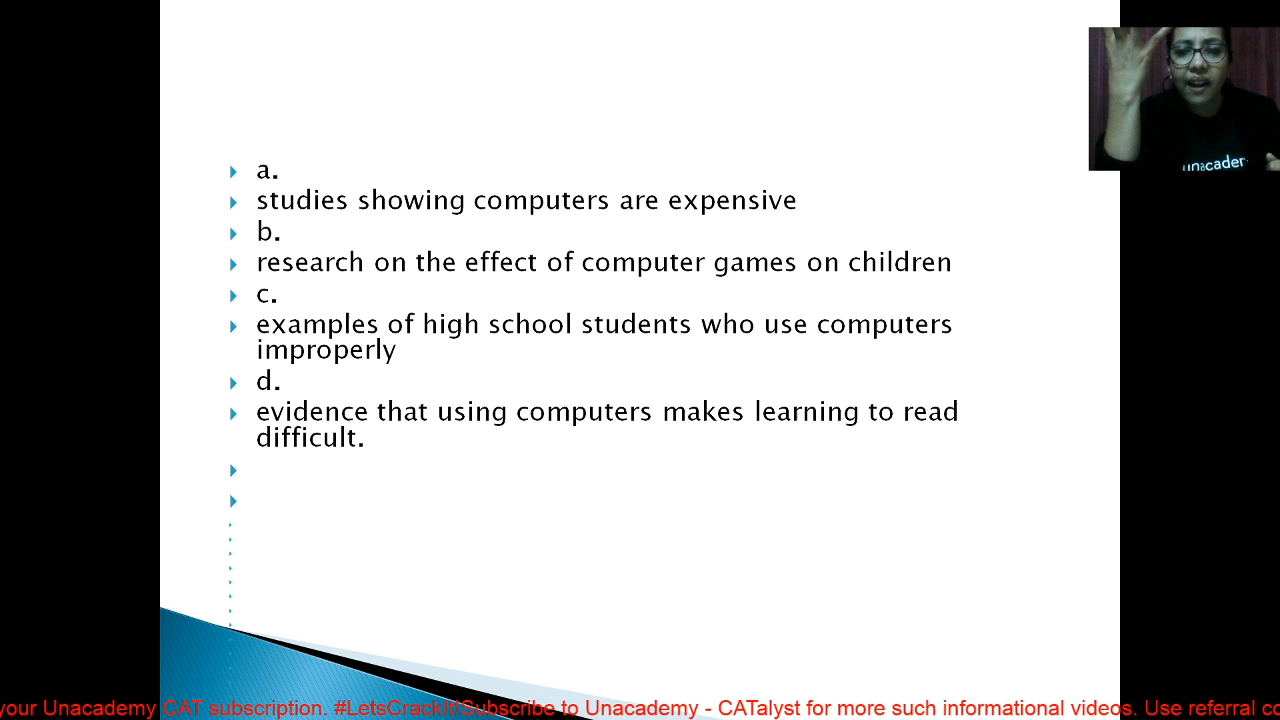 a.
studies showing computers are expensive
b.
research on the effect of computer games on children
c.
examples of high school students who use computers
improperly
d.
evidence that using computers makes learning to read
difficult.
unacader
your Unacademy CAT subscription. #LetsCrackIt!Subscribe to Unacademy - CATalyst for more such informational videos. Use referral co